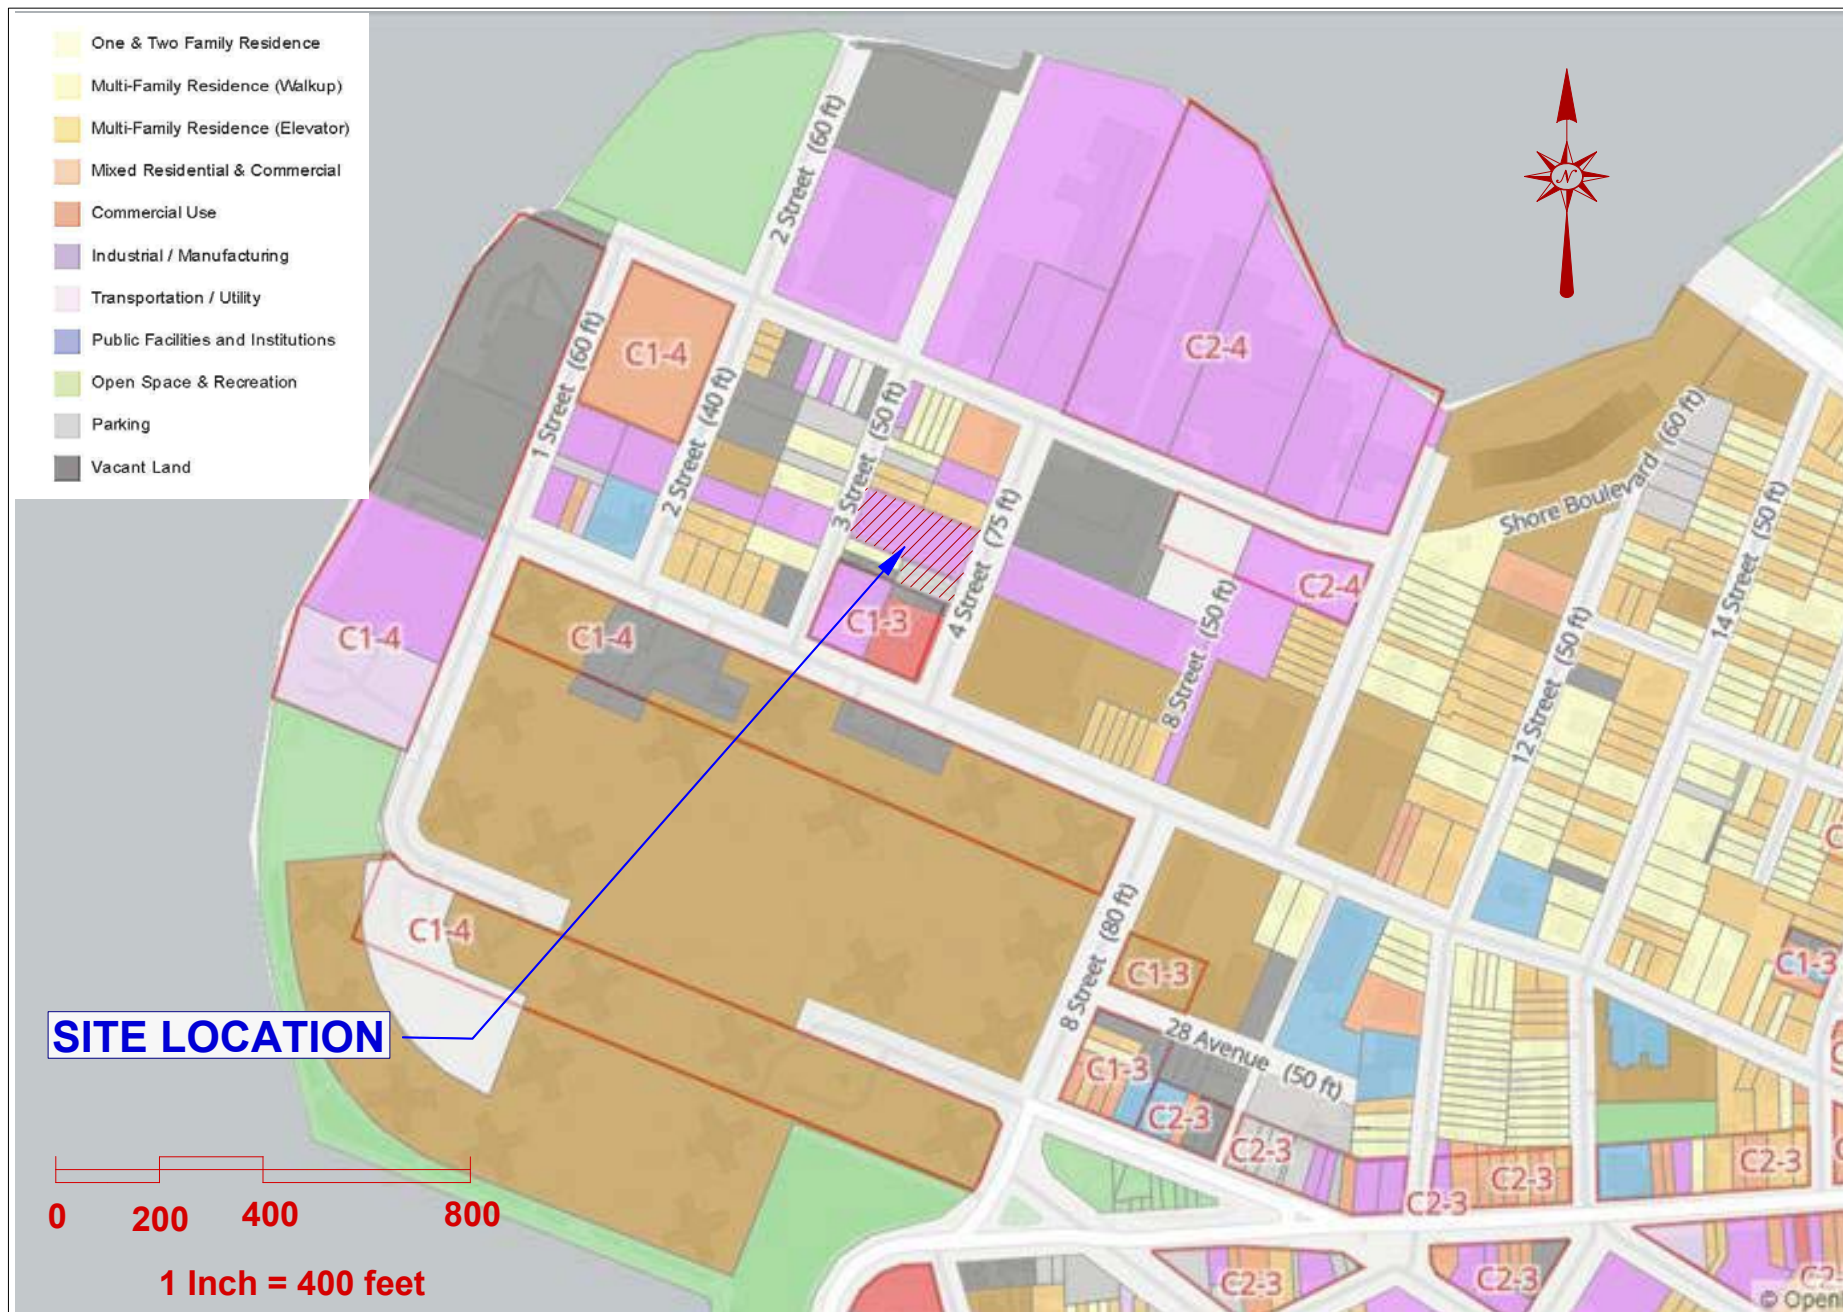 One & Two Family Residence
Multi-Family Residence (Walkup)
Multi-Family Residence (Elevator)
Mixed Residential & Commercial
Commercial Use
Industrial / Manufacturing
Transportation / Utility
Public Facilities and Institutions
Open Space & Recreation
Parking
Vacant Land
N
2 Street (60 ft)
1 Street (60 ft)
C1-4
2 Street (40 ft)
3 Street (50 ft)
C2-4
Shore Boulevard (60 ft)
14 Street (50 ft)
2 Street
3 Street
4 Street (75 ft)
C1-4
C1-4
C1-3
C2-4
8 Street (50 ft)
12 Street (50 ft)
C1-4
8 Street (80 ft)
C1-3
C1-3
28 Avenue (50 ft)
C1-3
C2-3
C2-3
C2-3
C2-3
C2-3
C2-3
C2-3
SITE LOCATION
0 200 400 800
1 Inch = 400 feet
© Open